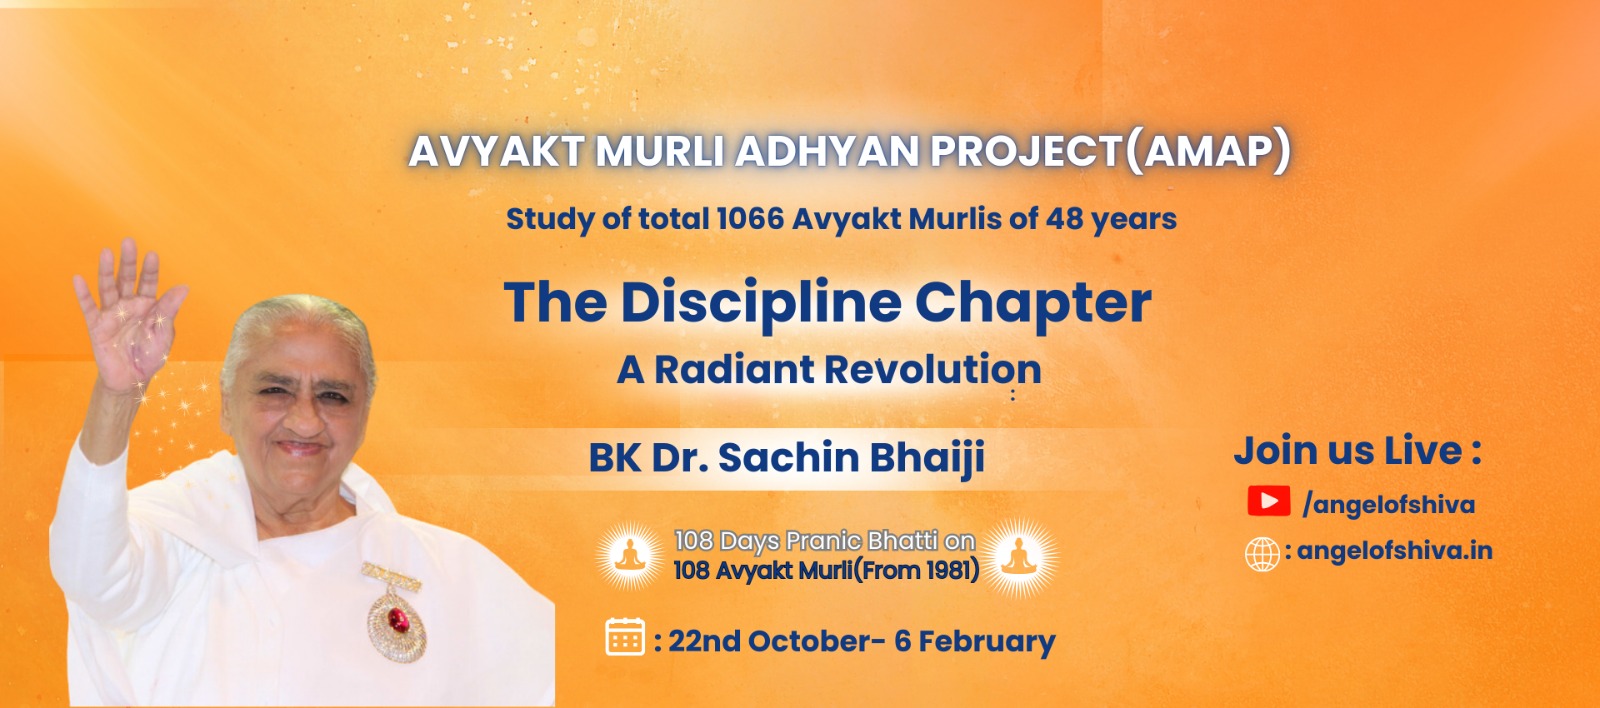 AVYAKT MURLI ADHYAN PROJECT(AMAP)
Study of total 1066 Avyakt Murlis of 48 years
The Discipline Chapter
A Radiant Revolution
:
BK Dr. Sachin Bhaiji
108 Days Pranic Bhatti on
108 Avyakt Murli(From 1981)
: 22nd October- 6 February
Join us Live :
/angelofshiva
: angelofshiva.in